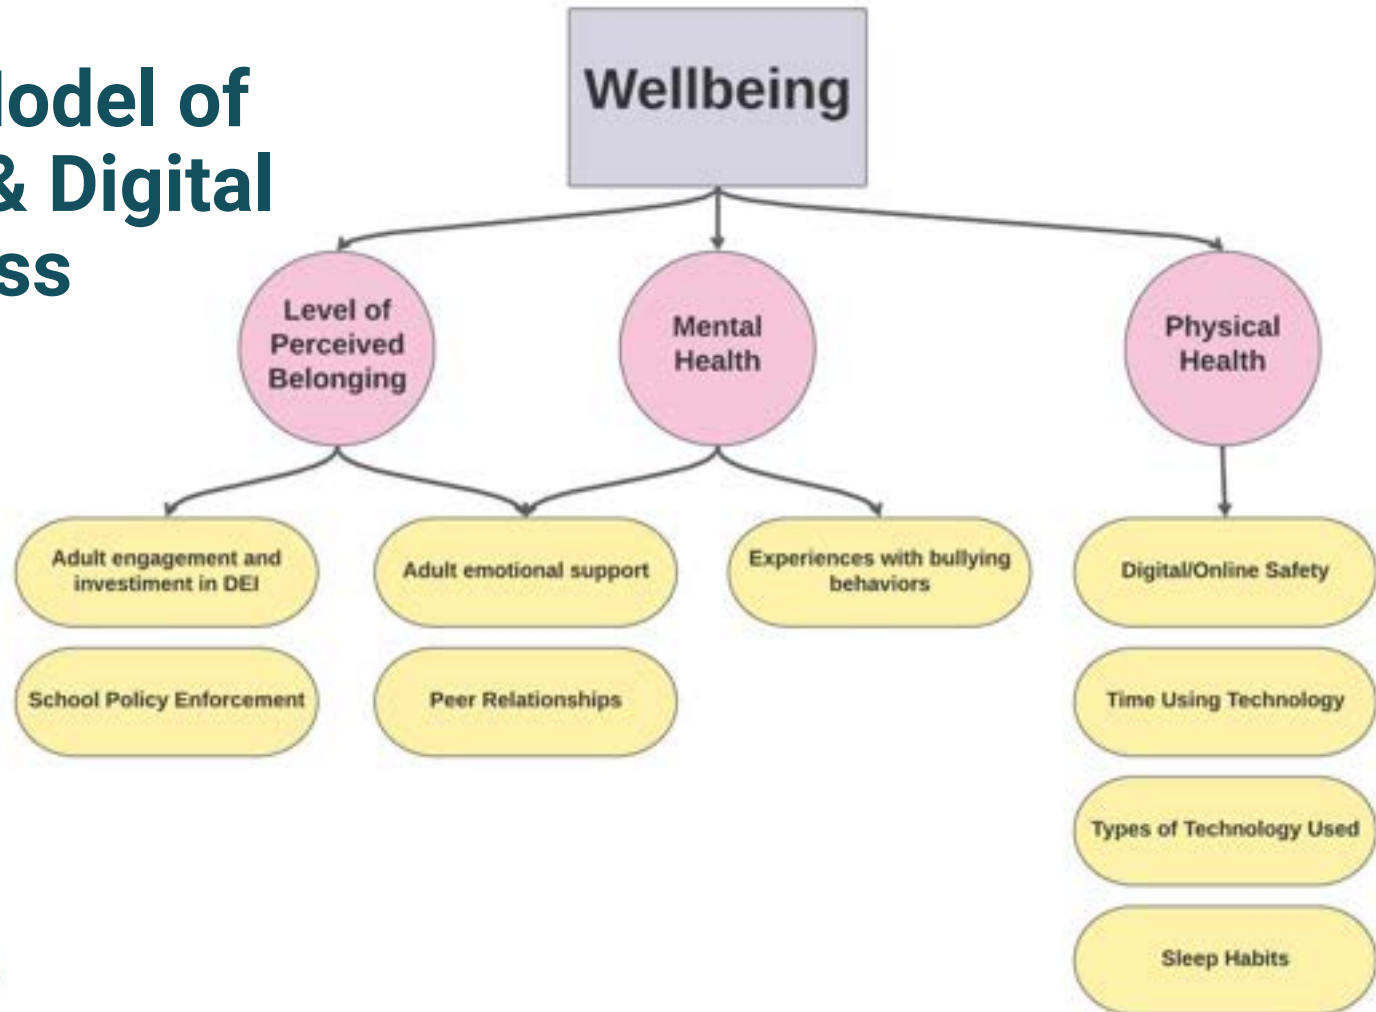 Model of
& Digital
ss
Wellbeing
Level of
Perceived
Belonging
Mental
Health
Physical
Health
Adult engagement and
investiment in DEI
Adult emotional support
Experiences with bullying
behaviors
Digital/Online Safety
School Policy Enforcement
Peer Relationships
Time Using Technology
Types of Technology Used
Sleep Habits